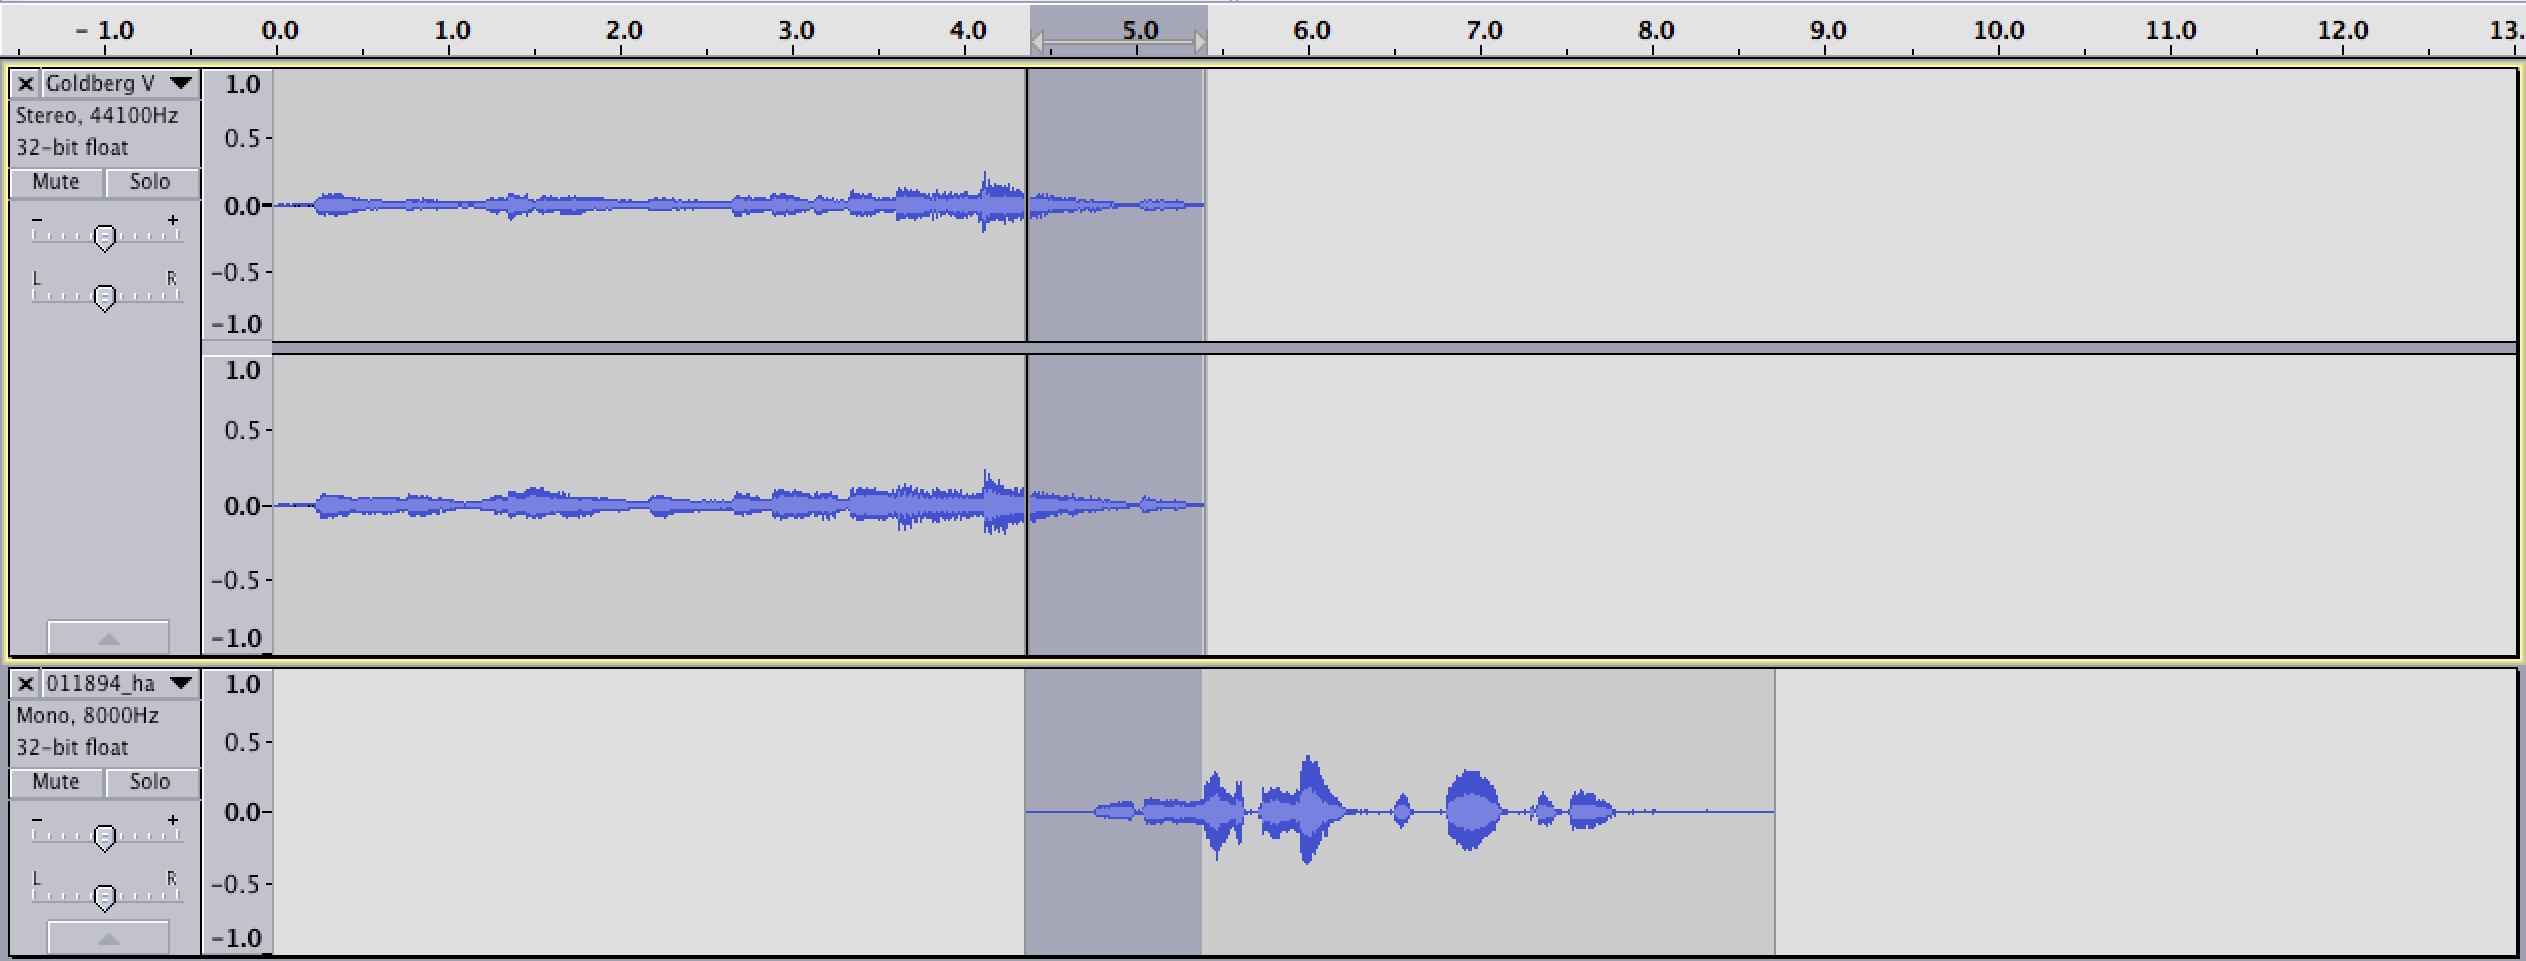 - 1.0 0.0 1.0 2.0 3.0 4.0 5.0 6.0 7.0 8.0 9.0 10.0 11.0 12.0 13.
Goldberg V
Stereo, 44100Hz
32-bit float
Mute Solo
- +
L R
1.0
0.5
0.0
-0.5
-1.0
1.0
0.5
0.0
-0.5
-1.0
011894_ha
Mono, 8000Hz
32-bit float
Mute Solo
- +
L R
1.0
0.5
0.0
-0.5
-1.0